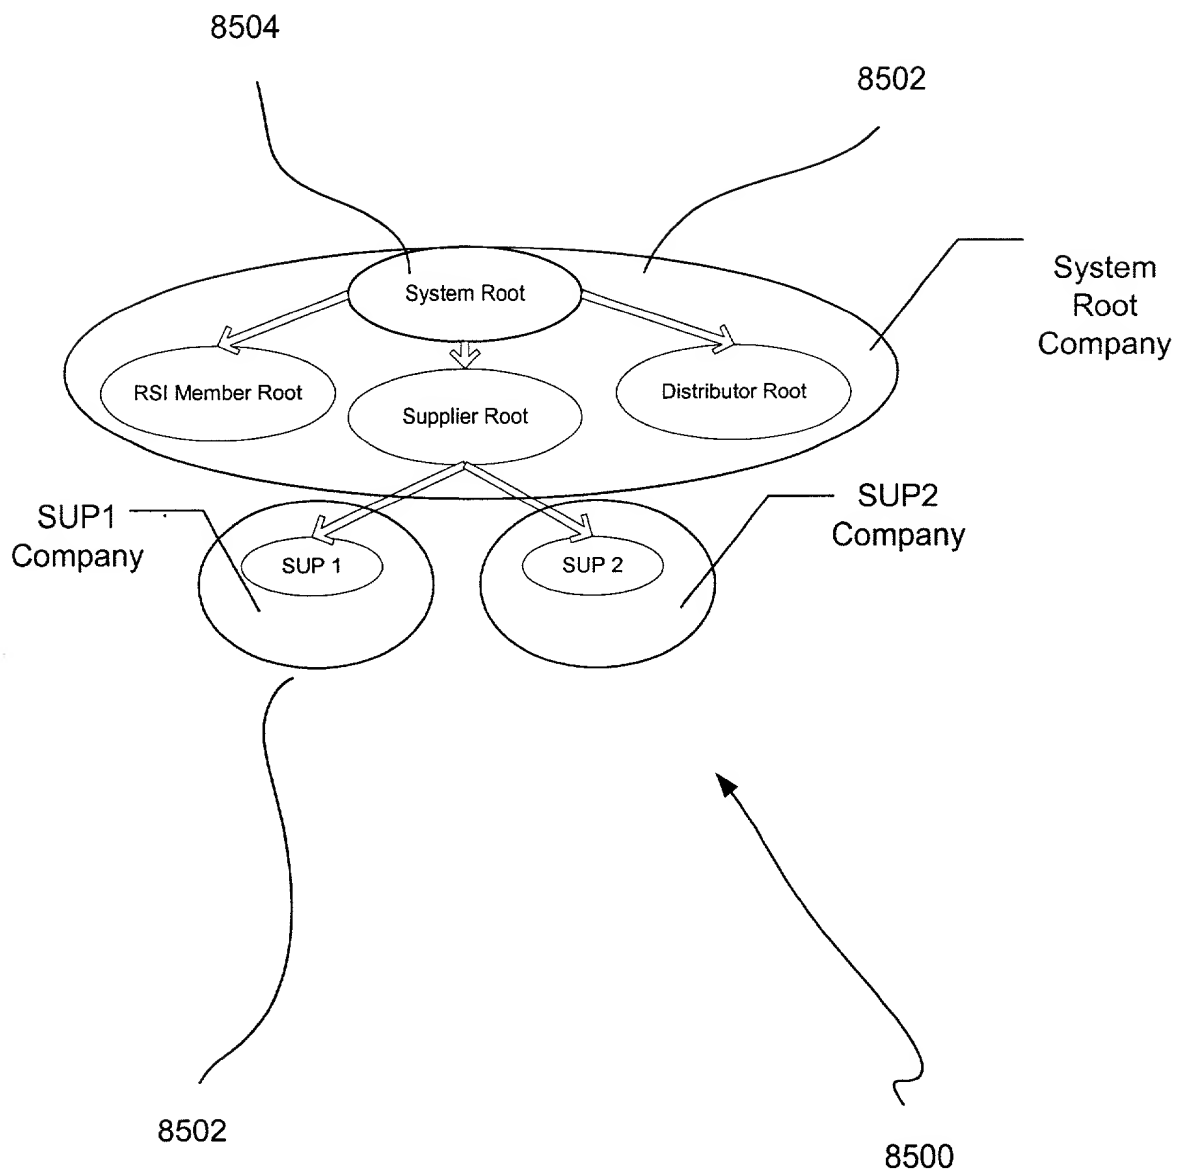 8504
8502
System Root
System
Root
Company
RSI Member Root
Supplier Root
Distributor Root
SUP1
Company
SUP2
Company
SUP 1
SUP 2
8502
8500